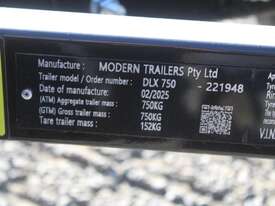 Manufacture : MODERN TRAILERS Pty Ltd
Trailer model / Order number : DLX 750 - 221948
Date of manufacture : 02/2025
(ATM) Aggregate trailer mass : 750KG
(GTM) Gross trailer mass : 750KG
Tare trailer mass : 152KG
V.I.N